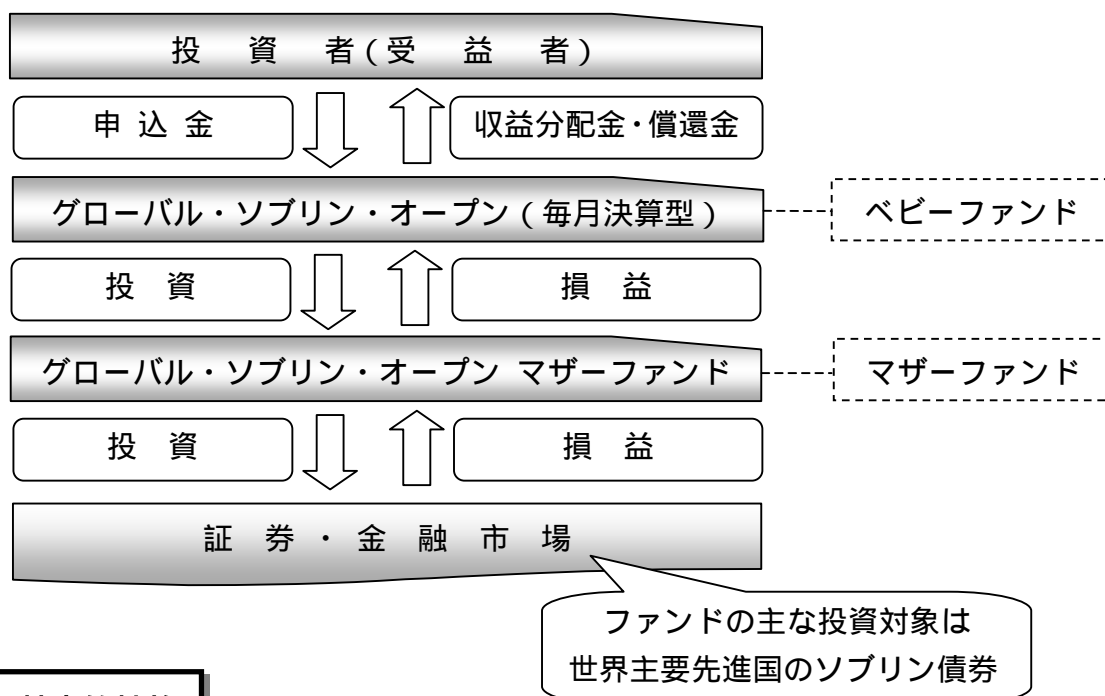 投 資 者(受 益 者)
申 込 金
収益分配金・償還金
グローバル・ソブリン・オープン(毎月決算型)
ベビーファンド
投 資
損 益
グローバル・ソブリン・オープン マザーファンド
マザーファンド
投 資
損 益
証 券 ・ 金 融 市 場
ファンドの主な投資対象は
世界主要先進国のソブリン債券